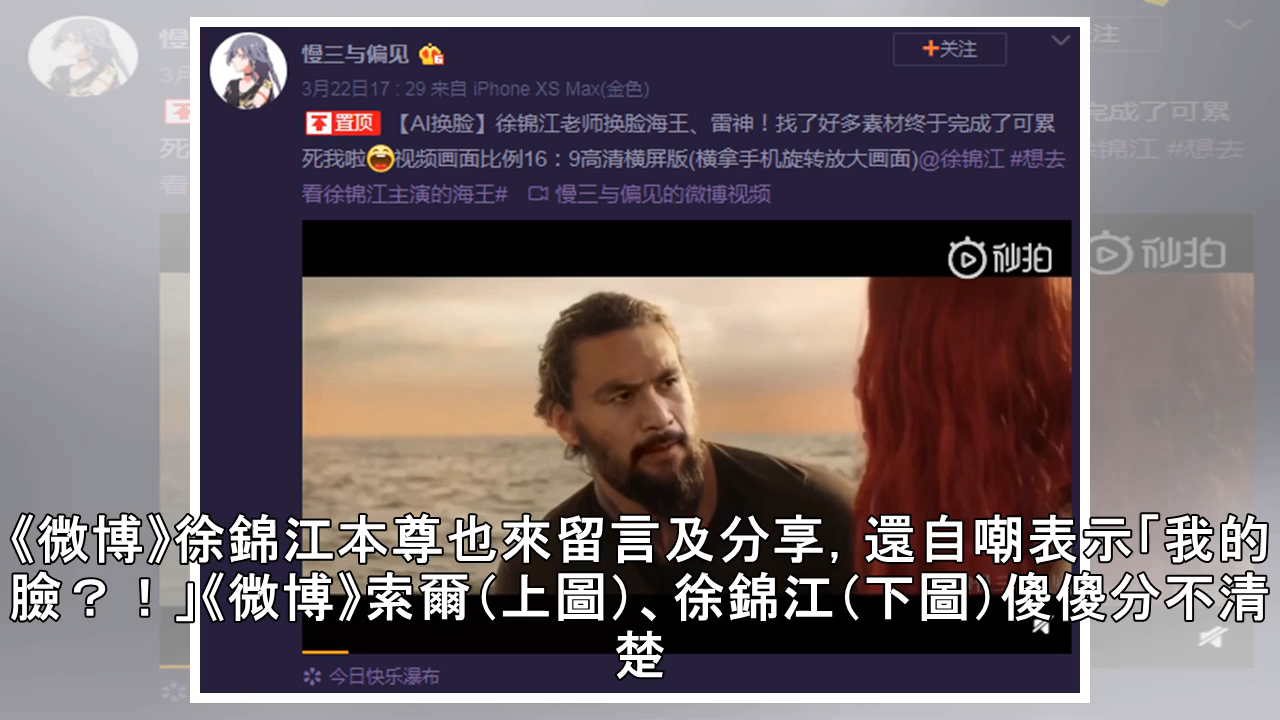 慢三与偏见
+关注
3月22日17：29 来自 iPhone XS Max(金色)
置顶 【AI换脸】徐锦江老师换脸海王、雷神！找了好多素材终于完成了可累
死我啦 视频画面比例16：9高清横屏版(横拿手机旋转放大画面)@徐锦江 #想去
看徐锦江主演的海王# 慢三与偏见的微博视频
秒拍
《微博》徐錦江本尊也來留言及分享，還自嘲表示「我的
臉？！」《微博》索爾（上圖）、徐錦江（下圖）傻傻分不清
楚
今日快乐瀑布